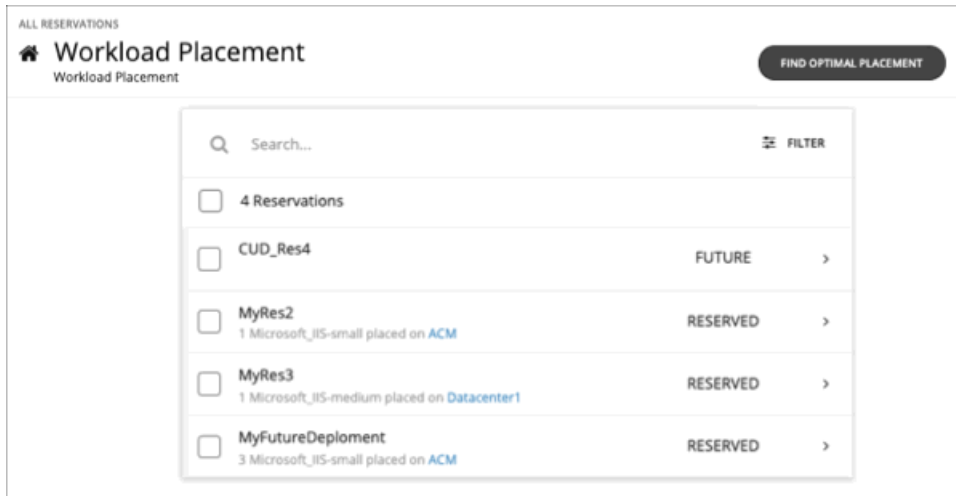 ALL RESERVATIONS
Workload Placement
Workload Placement
FIND OPTIMAL PLACEMENT
Search...
FILTER
4 Reservations
CUD_Res4
FUTURE
MyRes2
1 Microsoft_IIS-small placed on ACM
RESERVED
MyRes3
1 Microsoft_IIS-medium placed on Datacenter1
RESERVED
MyFutureDeploment
3 Microsoft_IIS-small placed on ACM
RESERVED